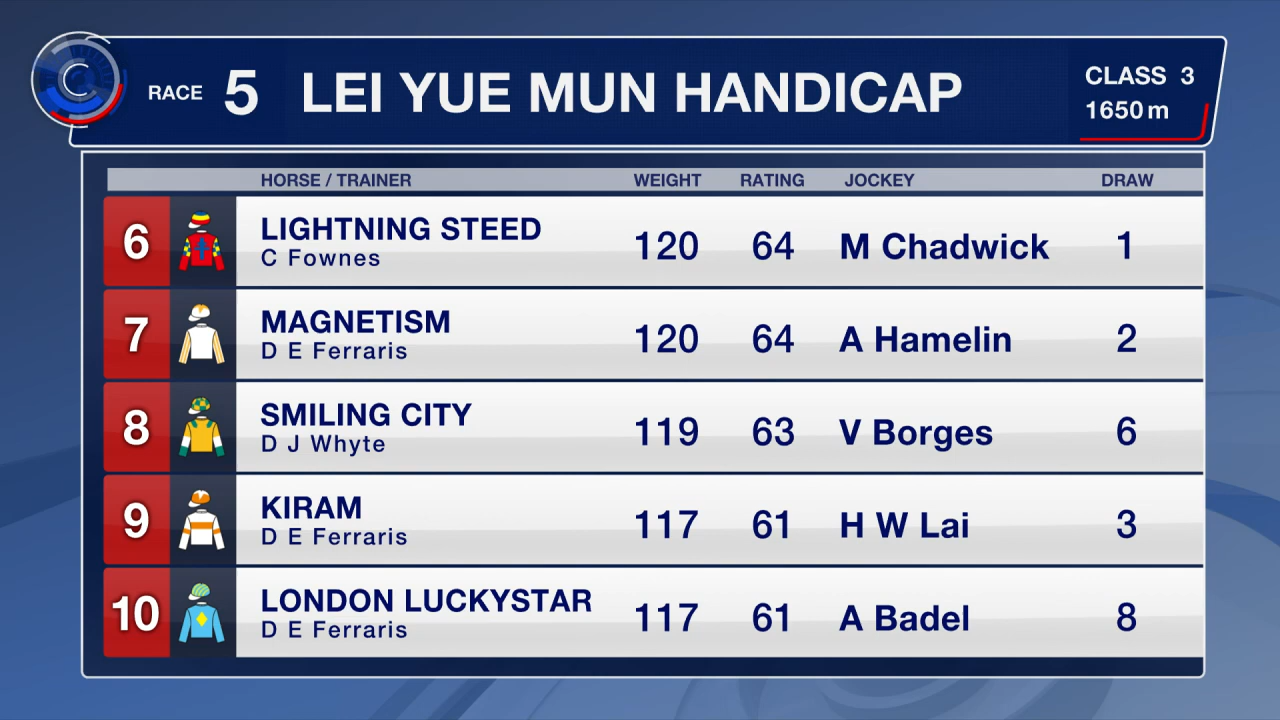 RACE 5 LEI YUE MUN HANDICAP
CLASS 3
1650 m
HORSE / TRAINER WEIGHT RATING JOCKEY DRAW
6 LIGHTNING STEED 120 64 M Chadwick 1
C Fownes
7 MAGNETISM 120 64 A Hamelin 2
D E Ferraris
8 SMILING CITY 119 63 V Borges 6
D J Whyte
9 KIRAM 117 61 H W Lai 3
D E Ferraris
10 LONDON LUCKYSTAR 117 61 A Badel 8
D E Ferraris